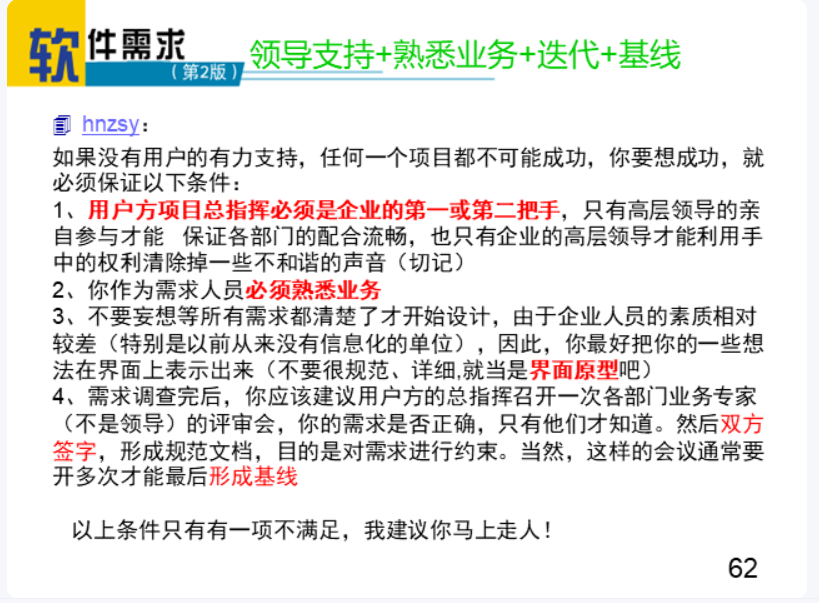 软件需求
（第2版）
领导支持+熟悉业务+迭代+基线
hnzsy：
如果没有用户的有力支持，任何一个项目都不可能成功，你要想成功，就
必须保证以下条件：
1、用户方项目总指挥必须是企业的第一或第二把手，只有高层领导的亲
自参与才能 保证各部门的配合流畅，也只有企业的高层领导才能利用手
中的权利清除掉一些不和谐的声音（切记）
2、你作为需求人员必须熟悉业务
3、不要妄想等所有需求都清楚了才开始设计，由于企业人员的素质相对
较差（特别是以前从来没有信息化的单位），因此，你最好把你的一些想
法在界面上表示出来（不要很规范、详细,就当是界面原型吧）
4、需求调查完后，你应该建议用户方的总指挥召开一次各部门业务专家
（不是领导）的评审会，你的需求是否正确，只有他们才知道。然后双方
签字，形成规范文档，目的是对需求进行约束。当然，这样的会议通常要
开多次才能最后形成基线
以上条件只有有一项不满足，我建议你马上走人！
62